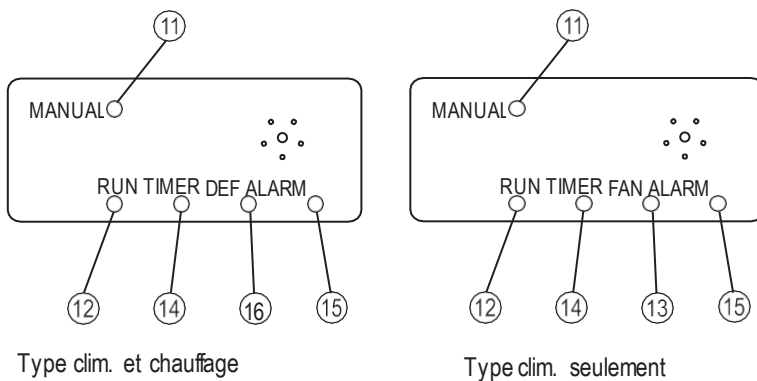 11 11
MANUAL MANUAL
RUN TIMER DEF ALARM RUN TIMER FAN ALARM
12 14 16 15 12 14 13 15
Type clim. et chauffage Type clim. seulement